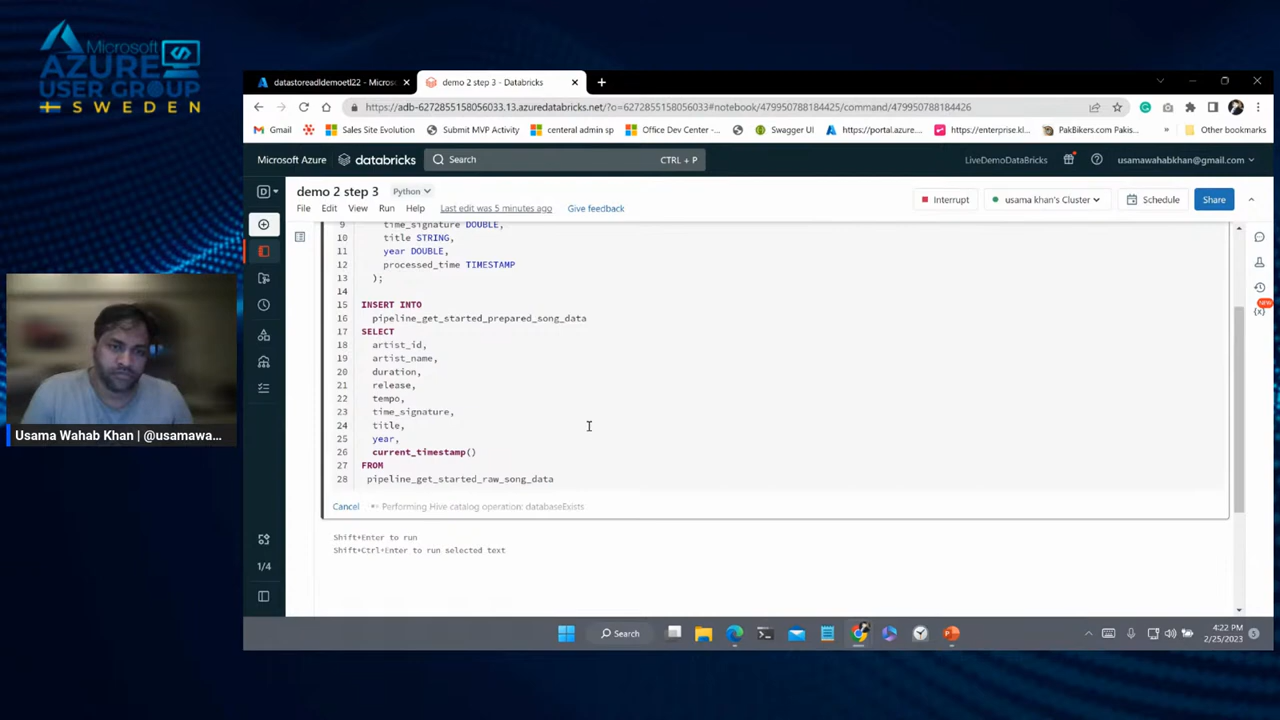 Microsoft
AZURE
USER GROUP
SWEDEN
datastoreadldemoetl22 - Micros
demo 2 step 3 - Databricks
https://adb-6272855158056033.13.azuredatabricks.net/?o=6272855158056033#notebook/479950788184425/command/479950788184426
Gmail
Sales Site Evolution
Submit MVP Activity
centeral admin sp
Office Dev Center -...
Swagger UI
https://portal.azure...
https://enterprise.kl...
PakBikers.com Pakis...
»
Other bookmarks
Microsoft Azure
databricks
Search
CTRL + P
LiveDemoDataBricks
usamawahabkhan@gmail.com
D
demo 2 step 3
Python
File
Edit
View
Run
Help
Last edit was 5 minutes ago
Give feedback
Interrupt
usama khan's Cluster
Schedule
Share
9 time_signature DOUBLE,
10 title STRING,
11 year DOUBLE,
12 processed_time TIMESTAMP
13 );
14
15 INSERT INTO
16 pipeline_get_started_prepared_song_data
17 SELECT
18 artist_id,
19 artist_name,
20 duration,
21 release,
22 tempo,
23 time_signature,
24 title,
25 year,
26 current_timestamp()
27 FROM
28 pipeline_get_started_raw_song_data
Cancel
Performing Hive catalog operation: databaseExists
Shift+Enter to run
Shift+Ctrl+Enter to run selected text
NEW
{x}
1/4
Usama Wahab Khan | @usamawa...
Search
4:22 PM
2/25/2023
5